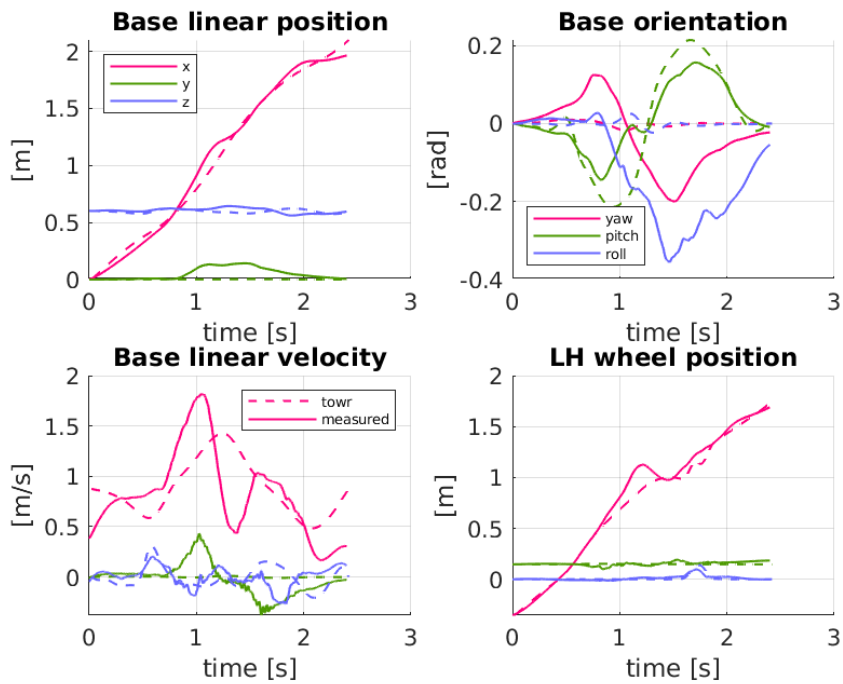 Base linear position
2
1.5
1
0.5
0
[m]
x
y
z
0
1
2
3
time [s]
Base orientation
0.2
0
-0.2
-0.4
[rad]
yaw
pitch
roll
0
1
2
3
time [s]
Base linear velocity
2
1.5
1
0.5
0
[m/s]
towr
measured
0
1
2
3
time [s]
LH wheel position
2
1.5
1
0.5
0
[m]
0
1
2
3
time [s]